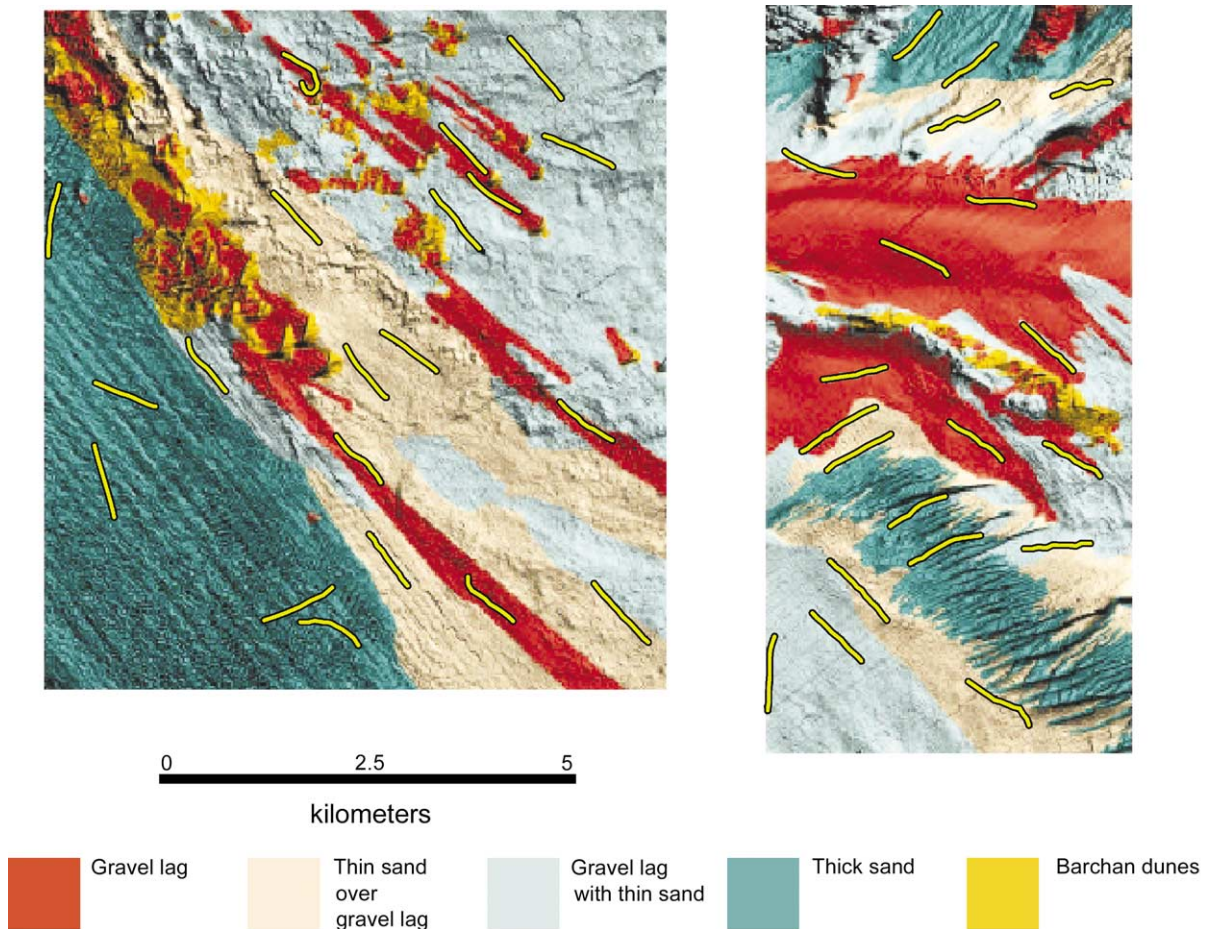 0 2.5 5
kilometers
Gravel lag
Thin sand
over
gravel lag
Gravel lag
with thin sand
Thick sand
Barchan dunes